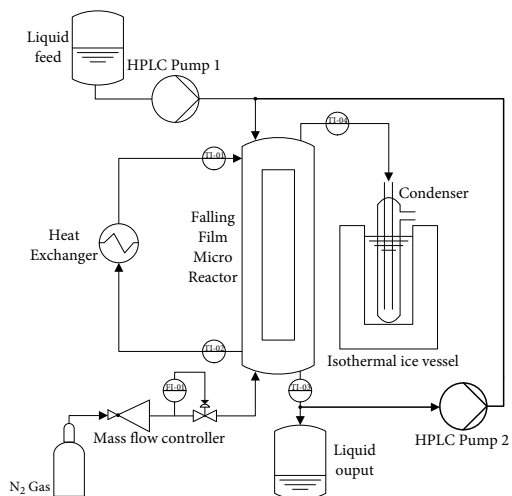 Liquid
feed
HPLC Pump 1
TI-01
TI-04
Condenser
Falling
Film
Micro
Reactor
Heat
Exchanger
TI-02
Isothermal ice vessel
FI-01
TI-03
Mass flow controller
HPLC Pump 2
Liquid
ouput
N₂ Gas